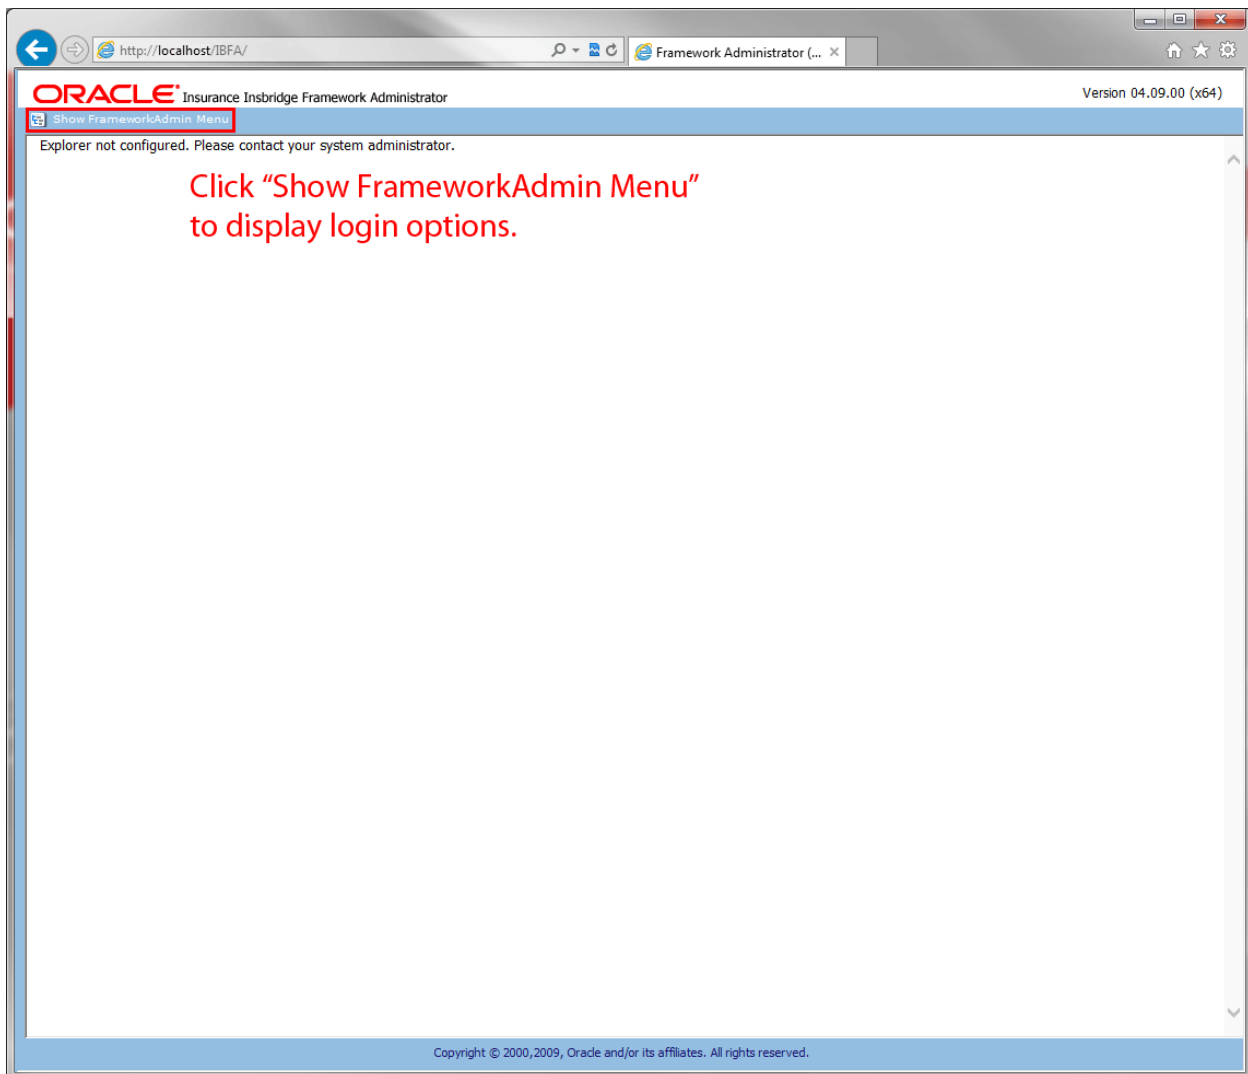 http://localhost/IBFA/
Framework Administrator (...
ORACLE Insurance Insbridge Framework Administrator
Version 04.09.00 (x64)
Show FrameworkAdmin Menu
Explorer not configured. Please contact your system administrator.
Click “Show FrameworkAdmin Menu”
to display login options.
Copyright © 2000,2009, Oracle and/or its affiliates. All rights reserved.